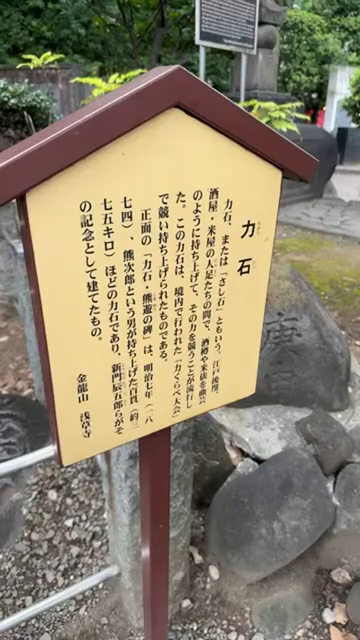 力石
力石、または「さし石」ともいう。江戸後期、
酒屋・米屋の人足たちの間で、酒樽や米俵を曲芸
のように持ち上げて、その力を競うことが流行し
た。この力石は、境内で行われた「力くらべ大会」
で競い持ち上げられたものである。
正面の「力石・熊遊の碑」は、明治七年(一八
七四)、熊次郎という男が持ち上げた百貫(約三
七五キロ)ほどの力石であり、新門辰五郎らがそ
の記念として建てたもの。
金龍山 浅草寺